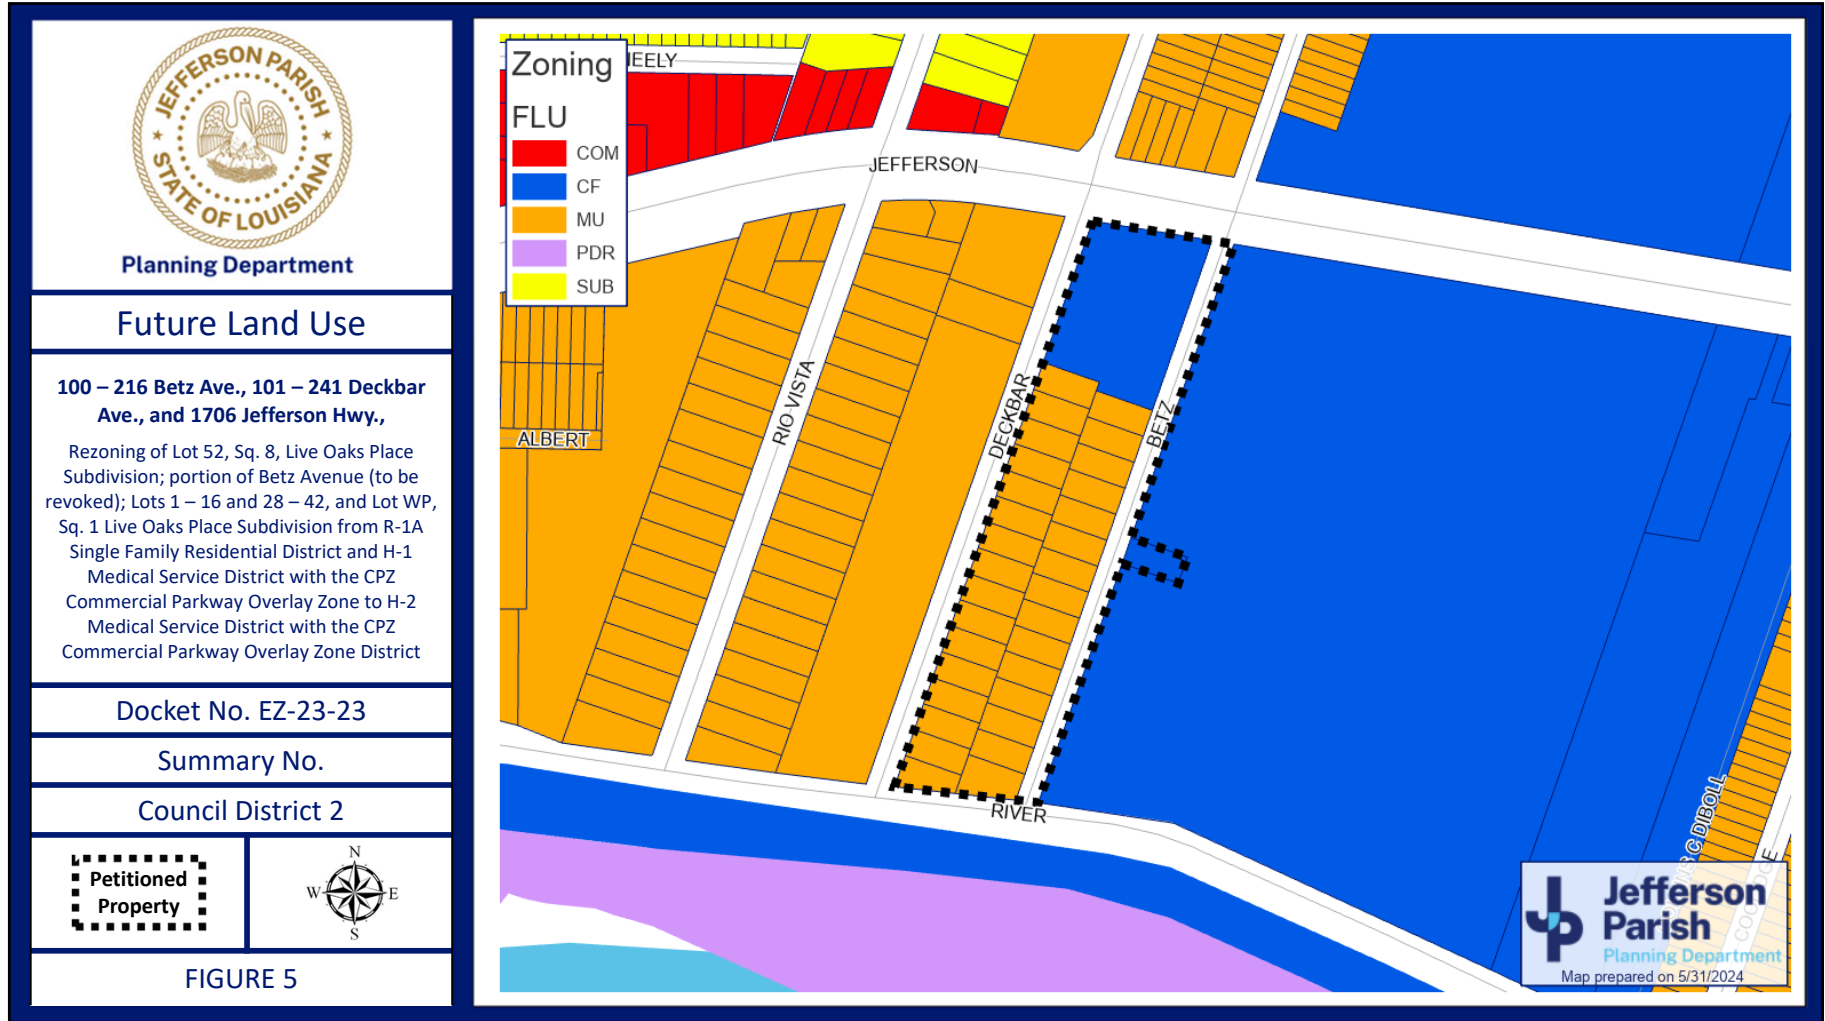 JEFFERSON PARISH
STATE OF LOUISIANA
Planning Department
Future Land Use
100 – 216 Betz Ave., 101 – 241 Deckbar
Ave., and 1706 Jefferson Hwy.,
Rezoning of Lot 52, Sq. 8, Live Oaks Place
Subdivision; portion of Betz Avenue (to be
revoked); Lots 1 – 16 and 28 – 42, and Lot WP,
Sq. 1 Live Oaks Place Subdivision from R-1A
Single Family Residential District and H-1
Medical Service District with the CPZ
Commercial Parkway Overlay Zone to H-2
Medical Service District with the CPZ
Commercial Parkway Overlay Zone District
Docket No. EZ-23-23
Summary No.
Council District 2
Petitioned
Property
N
W E
S
FIGURE 5
Zoning
FLU
COM
CF
MU
PDR
SUB
JEFFERSON
ALBERT
RIO VISTA
DECKBAR
BETZ
RIVER
C DIBOLL
Jefferson
Parish
Planning Department
Map prepared on 5/31/2024